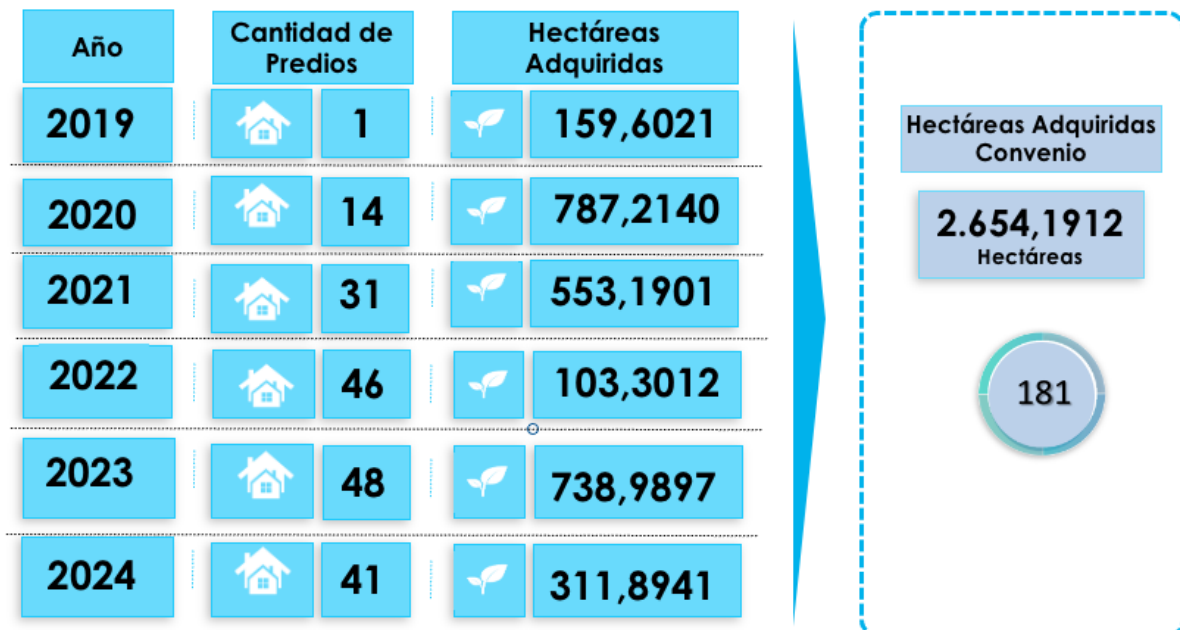 Año
Cantidad de
Predios
Hectáreas
Adquiridas
2019
1
159,6021
2020
14
787,2140
2021
31
553,1901
2022
46
103,3012
2023
48
738,9897
2024
41
311,8941
Hectáreas Adquiridas
Convenio
2.654,1912
Hectáreas
181